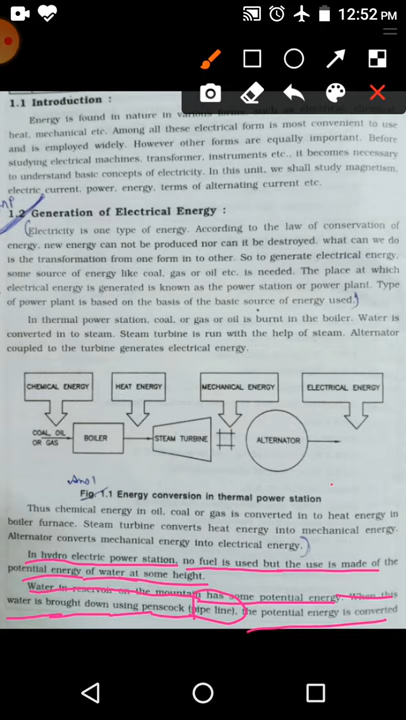 12:52 PM
1.1 Introduction :
Energy is found in nature in various forms, such as electrical, chemical,
heat, mechanical etc. Among all these electrical form is most convenient to use
and is employed widely. However other forms are equally important. Before
studying electrical machines, transformer, instruments etc., it becomes necessary
to understand basic concepts of electricity. In this unit, we shall study magnetism,
electric current, power, energy, terms of alternating current etc.
1.2 Generation of Electrical Energy :
(Electricity is one type of energy. According to the law of conservation of
energy, new energy can not be produced nor can it be destroyed, what can we do
is the transformation from one form in to other. So to generate electrical energy,
some source of energy like coal, gas or oil etc. is needed. The place at which
electrical energy is generated is known as the power station or power plant. Type
of power plant is based on the basis of the basic source of energy used.)
In thermal power station, coal, or gas or oil is burnt in the boiler. Water is
converted in to steam. Steam turbine is run with the help of steam. Alternator
coupled to the turbine generates electrical energy.
CHEMICAL ENERGY
HEAT ENERGY
MECHANICAL ENERGY
ELECTRICAL ENERGY
COAL, OIL
OR GAS
BOILER
STEAM TURBINE
ALTERNATOR
Ans1
Fig. 1.1 Energy conversion in thermal power station
Thus chemical energy in oil, coal or gas is converted in to heat energy in
boiler furnace. Steam turbine converts heat energy into mechanical energy.
Alternator converts mechanical energy into electrical energy.)
In hydro electric power station, no fuel is used but the use is made of the
potential energy of water at some height.
Water in reservoir on the mountain has some potential energy. When this
water is brought down using penscock (pipe line), the potential energy is converted